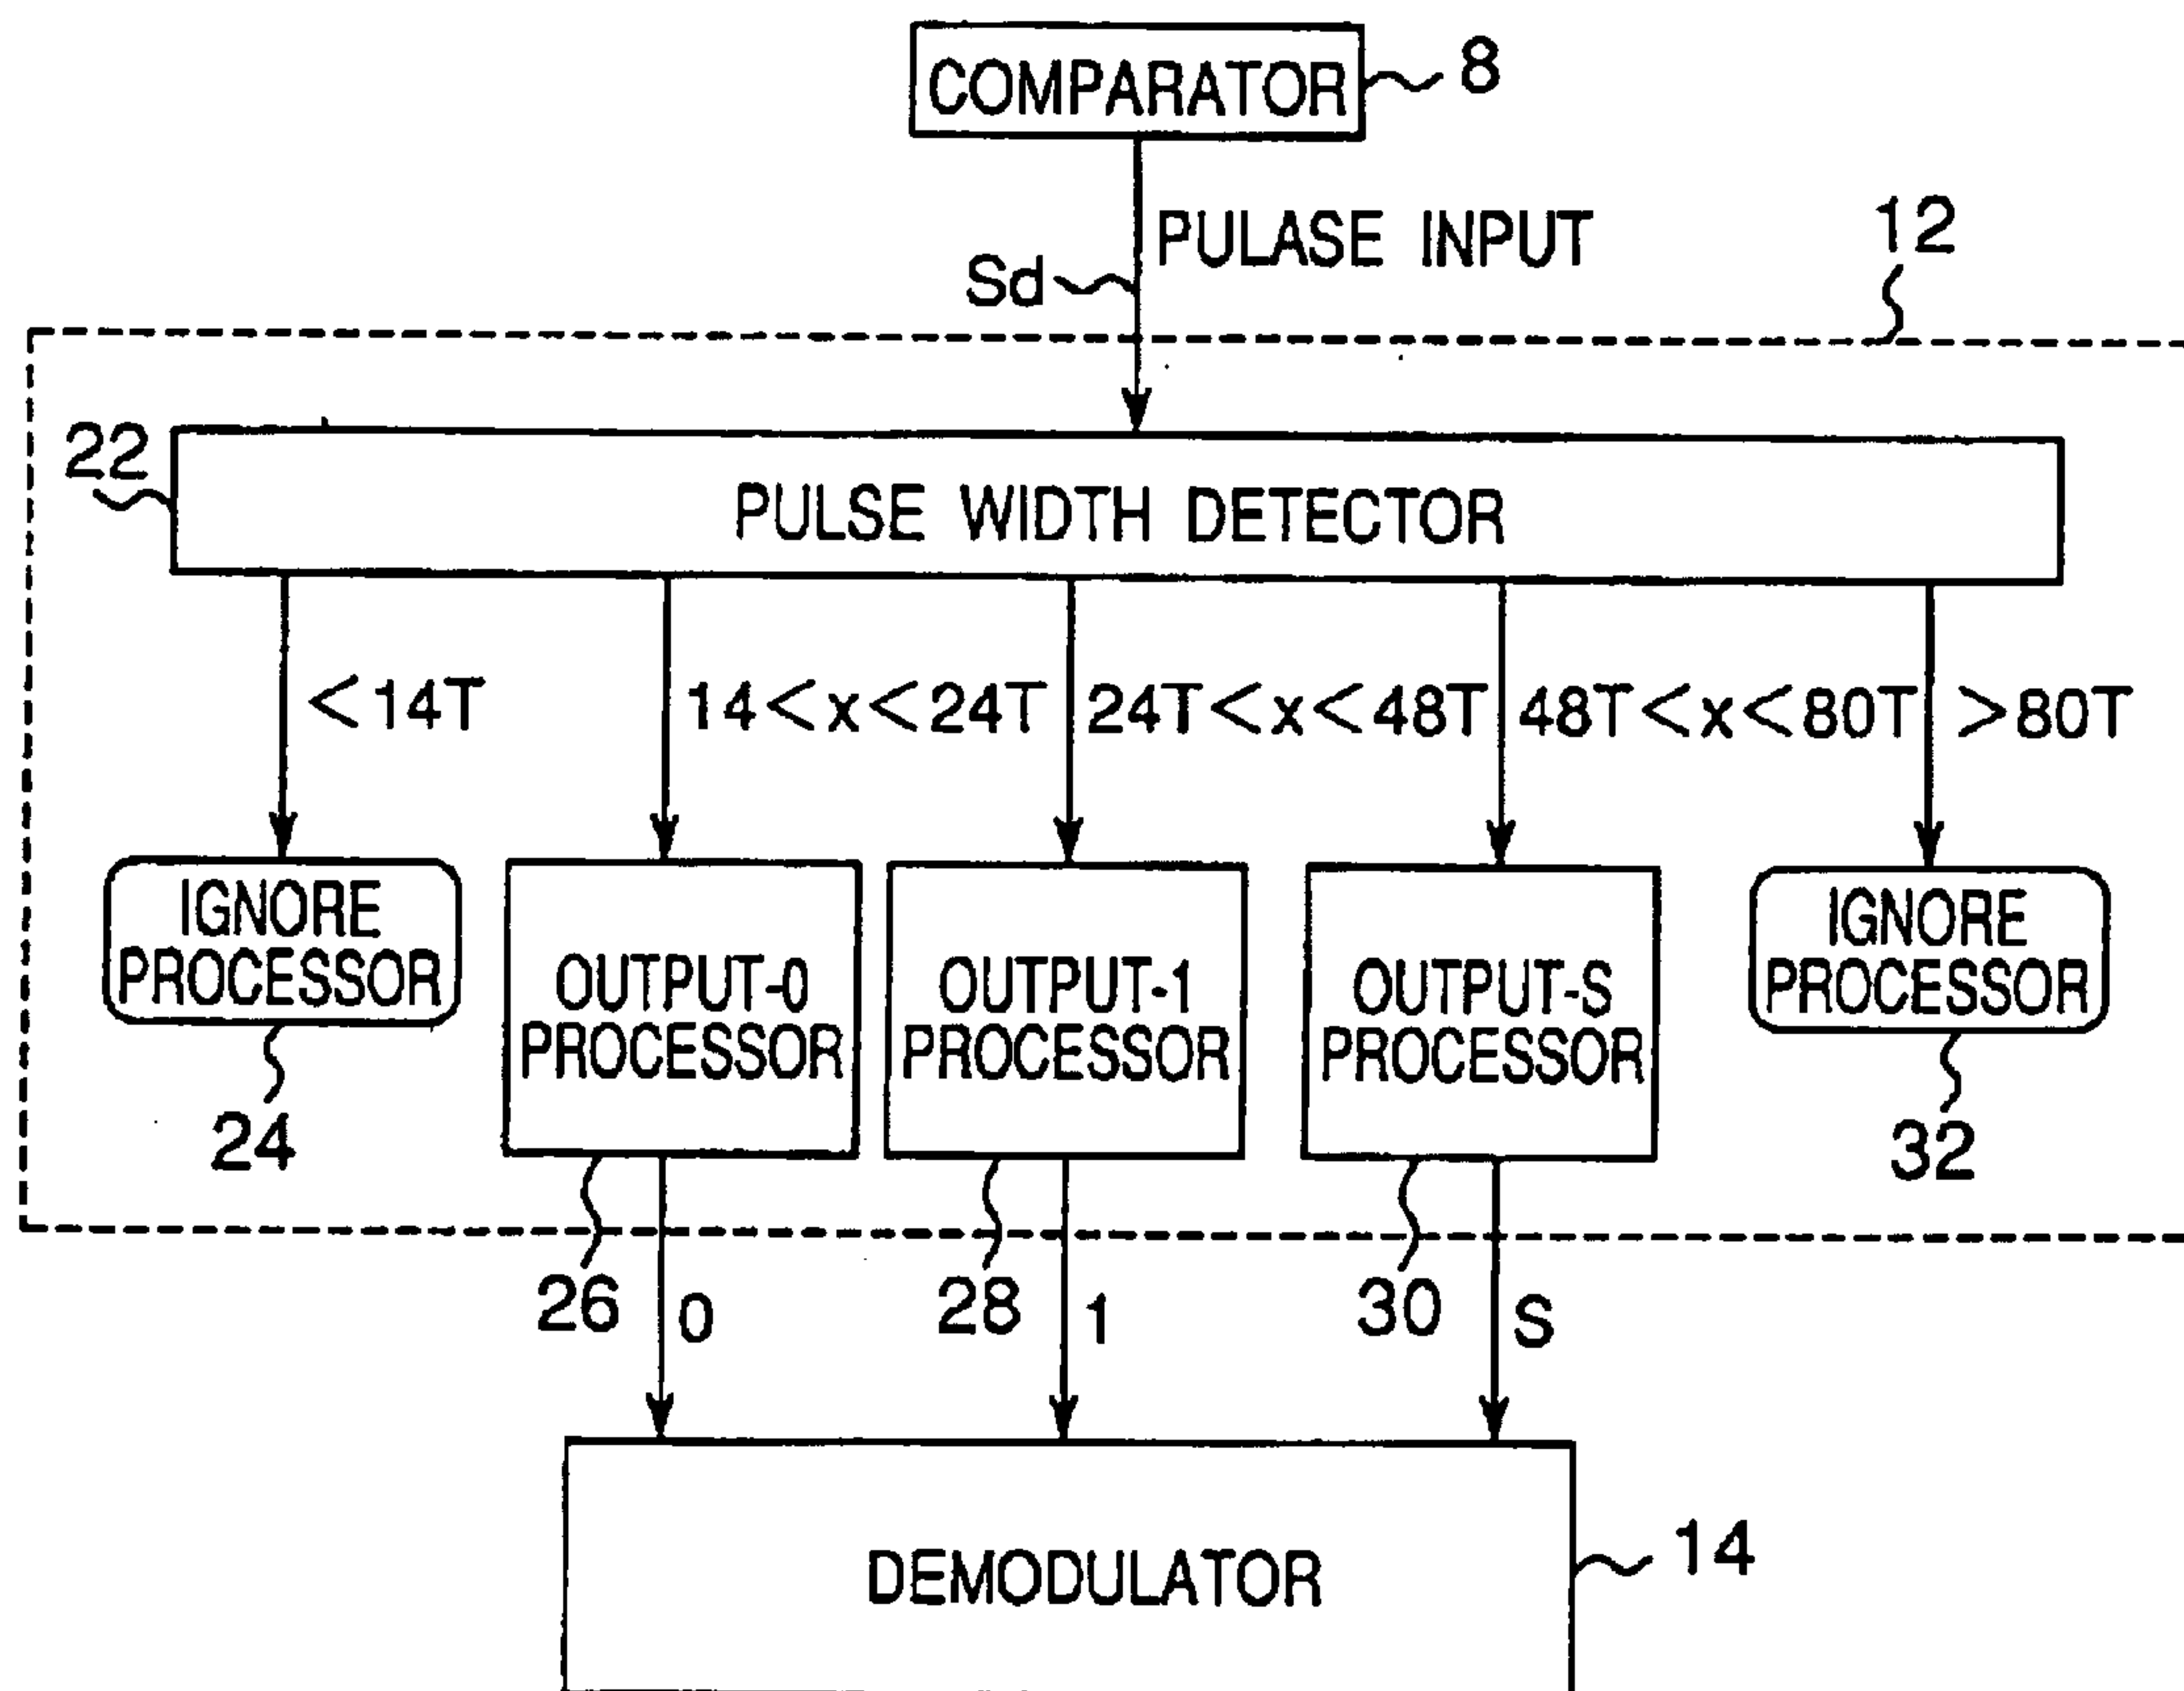 COMPARATOR
8
PULASE INPUT
12
Sd
22
PULSE WIDTH DETECTOR
<14T
14<x<24T
24T<x<48T
48T<x<80T
>80T
IGNORE
PROCESSOR
OUTPUT-0
PROCESSOR
OUTPUT-1
PROCESSOR
OUTPUT-S
PROCESSOR
IGNORE
PROCESSOR
24
32
26
0
28
1
30
S
DEMODULATOR
14